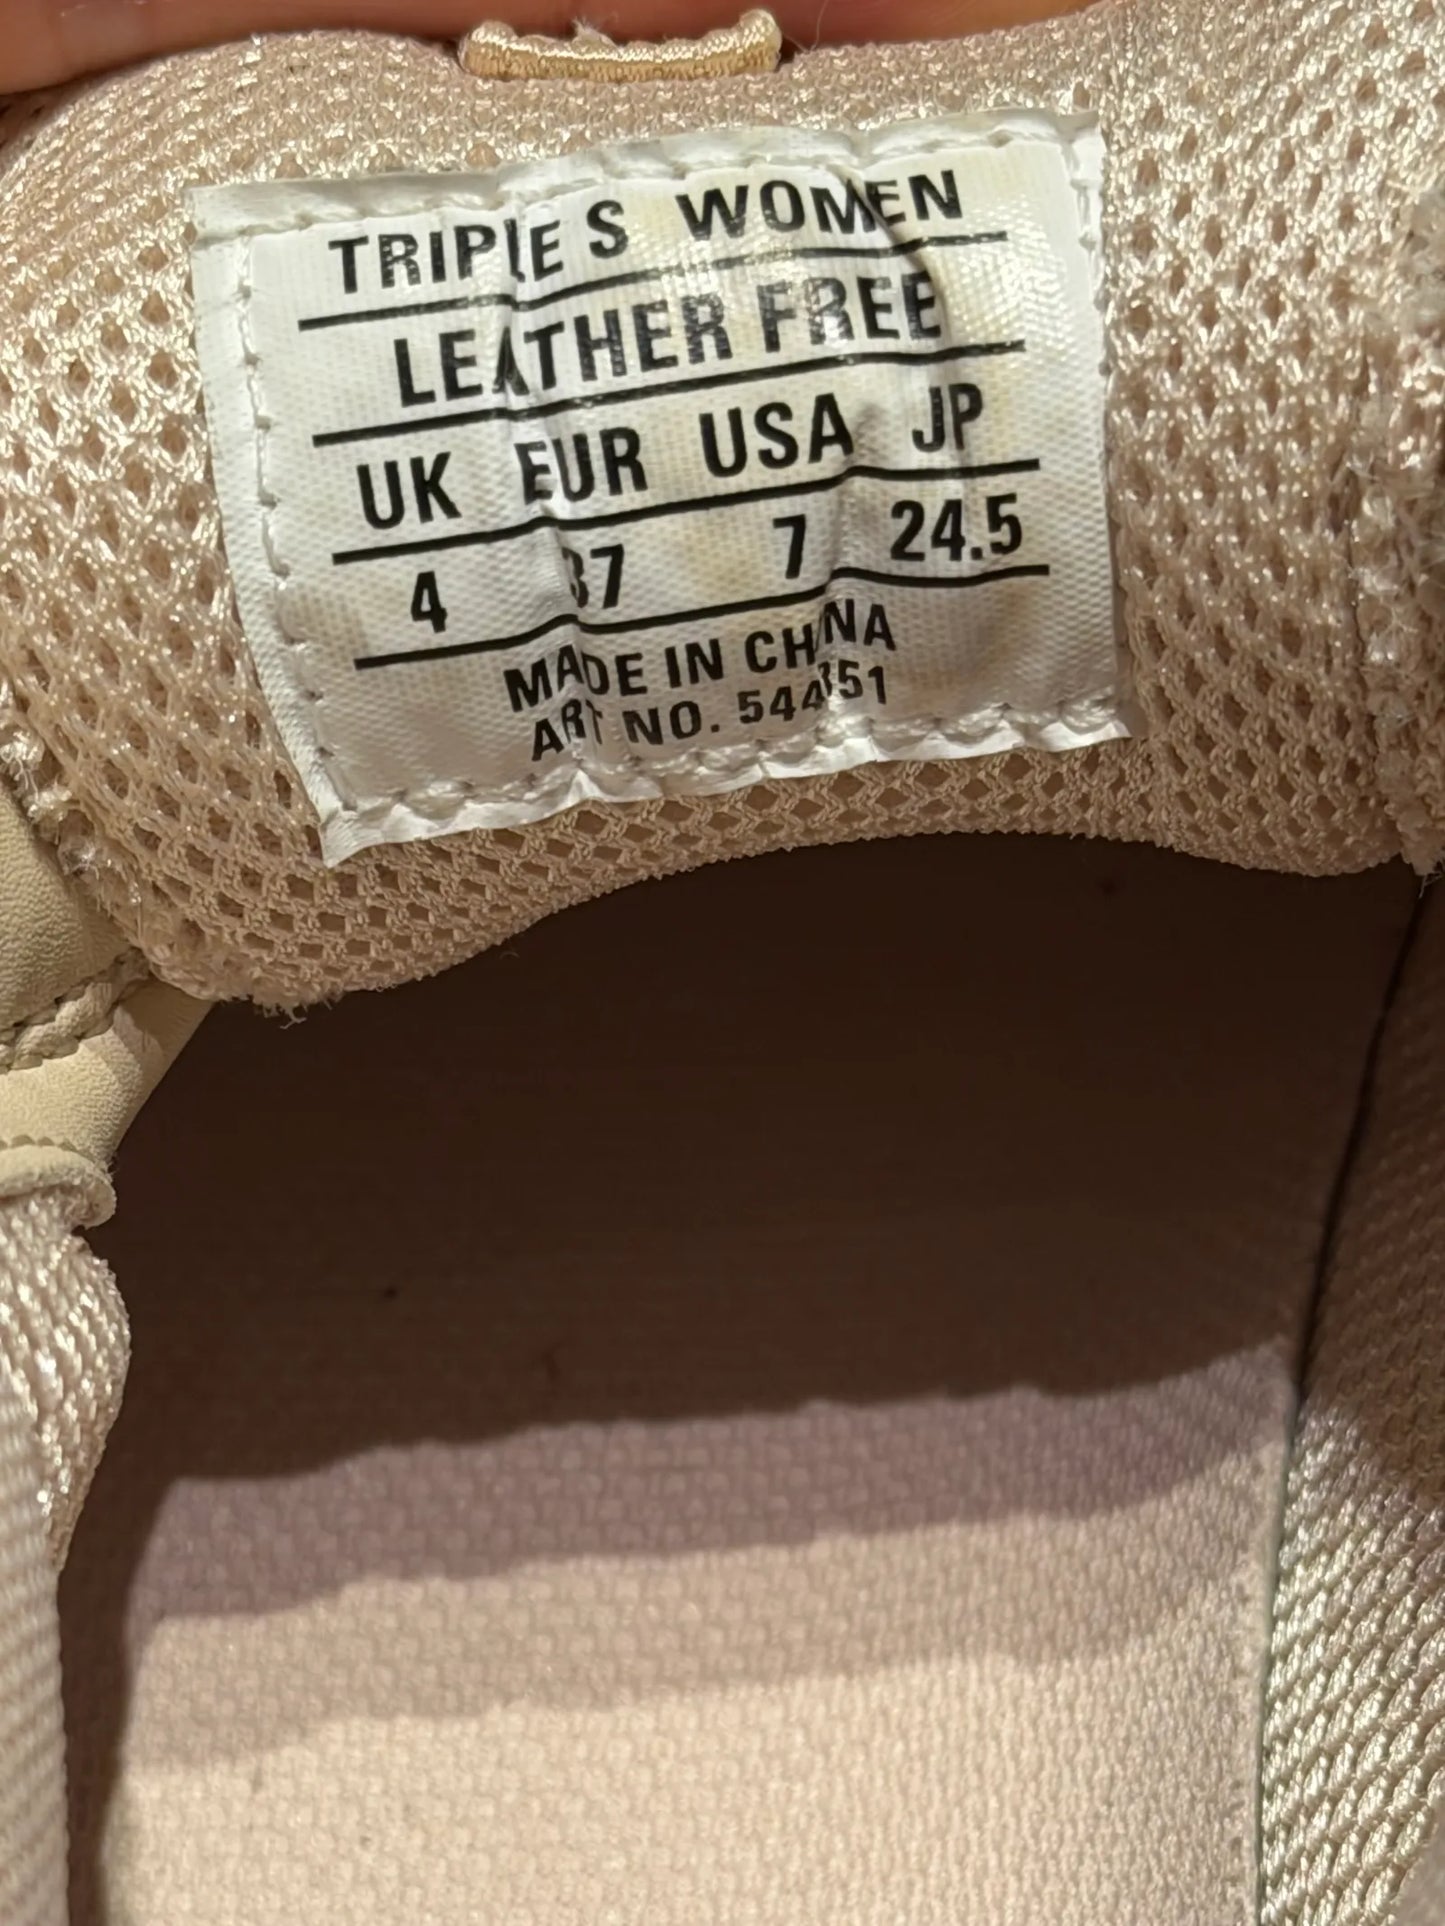 TRIPLE S WOMEN
LEATHER FREE
UK EUR USA JP
4 37 7 24.5
MADE IN CHINA
ART NO. 544351